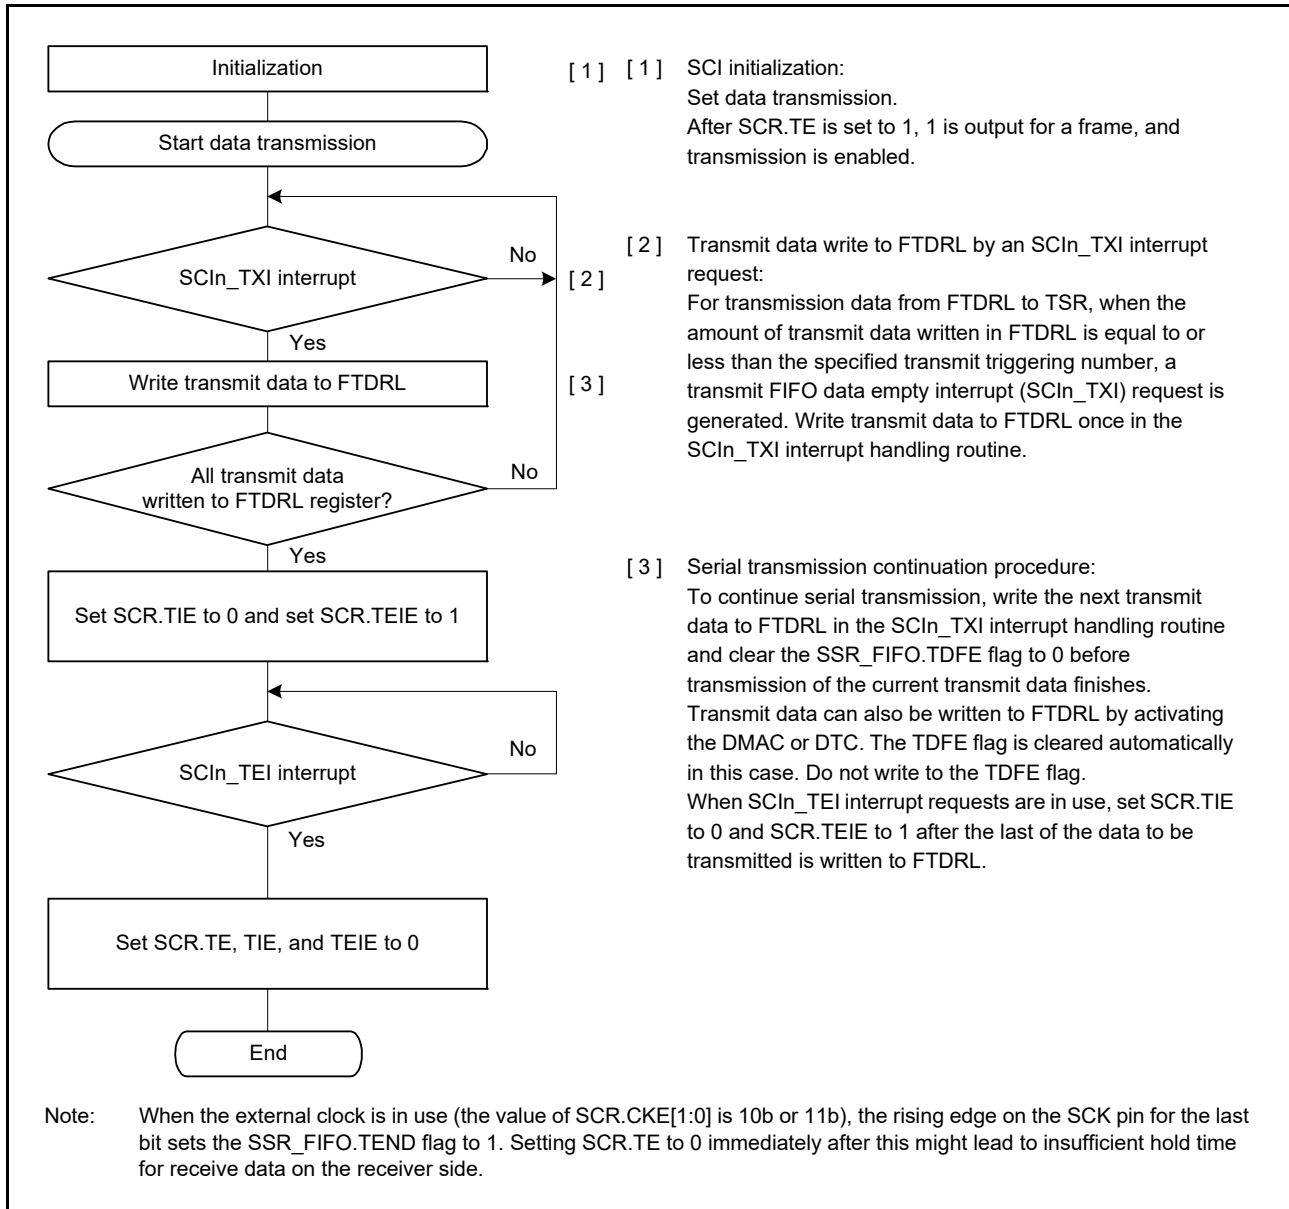 Initialization
[ 1 ]
Start data transmission
SCIn_TXI interrupt
No
[ 2 ]
Yes
Write transmit data to FTDRL
[ 3 ]
All transmit data
written to FTDRL register?
No
Yes
Set SCR.TIE to 0 and set SCR.TEIE to 1
SCIn_TEI interrupt
No
Yes
Set SCR.TE, TIE, and TEIE to 0
End
[ 1 ] SCI initialization:
Set data transmission.
After SCR.TE is set to 1, 1 is output for a frame, and
transmission is enabled.
[ 2 ] Transmit data write to FTDRL by an SCIn_TXI interrupt
request:
For transmission data from FTDRL to TSR, when the
amount of transmit data written in FTDRL is equal to or
less than the specified transmit triggering number, a
transmit FIFO data empty interrupt (SCIn_TXI) request is
generated. Write transmit data to FTDRL once in the
SCIn_TXI interrupt handling routine.
[ 3 ] Serial transmission continuation procedure:
To continue serial transmission, write the next transmit
data to FTDRL in the SCIn_TXI interrupt handling routine
and clear the SSR_FIFO.TDFE flag to 0 before
transmission of the current transmit data finishes.
Transmit data can also be written to FTDRL by activating
the DMAC or DTC. The TDFE flag is cleared automatically
in this case. Do not write to the TDFE flag.
When SCIn_TEI interrupt requests are in use, set SCR.TIE
to 0 and SCR.TEIE to 1 after the last of the data to be
transmitted is written to FTDRL.
Note: When the external clock is in use (the value of SCR.CKE[1:0] is 10b or 11b), the rising edge on the SCK pin for the last
bit sets the SSR_FIFO.TEND flag to 1. Setting SCR.TE to 0 immediately after this might lead to insufficient hold time
for receive data on the receiver side.